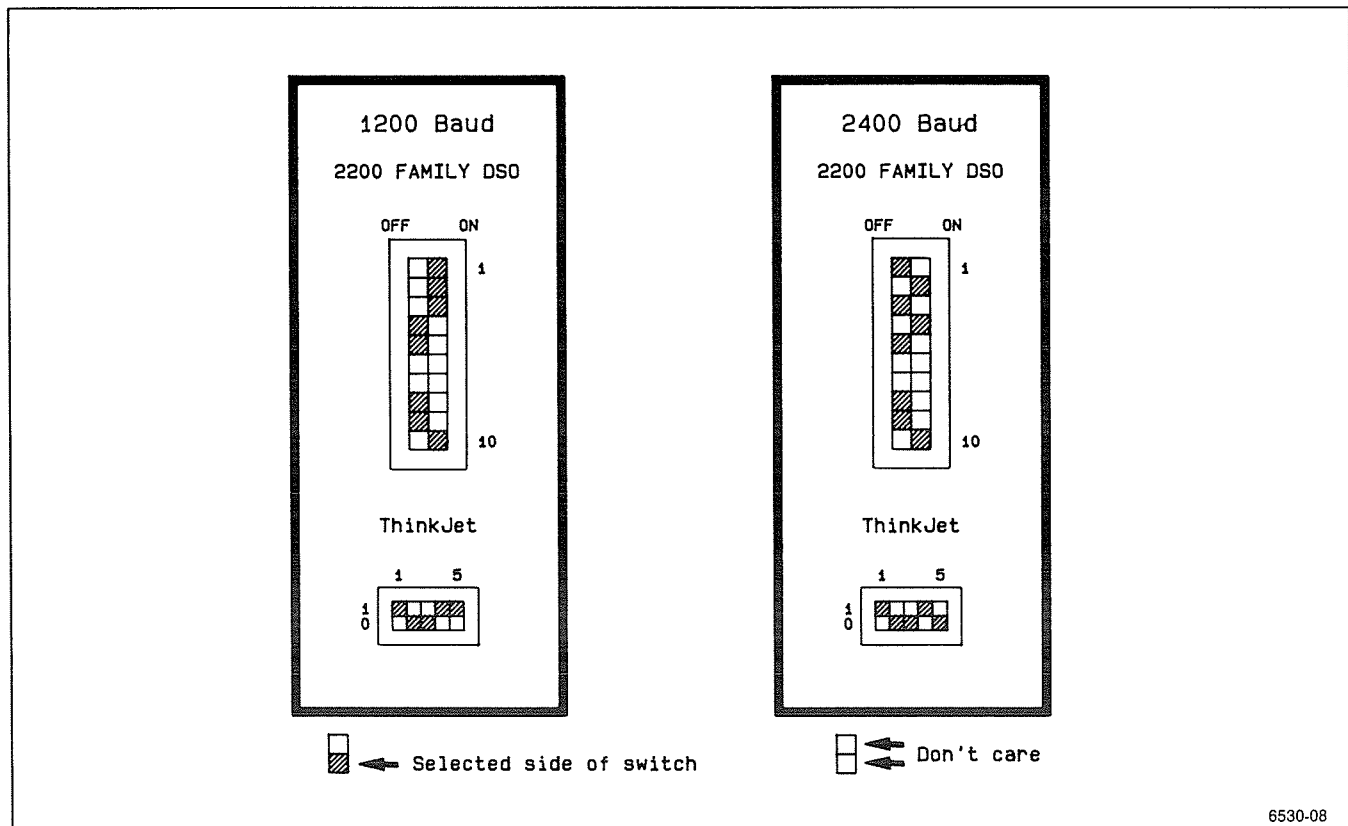 1200 Baud
2200 FAMILY DSO
OFF ON
1
10
ThinkJet
1 5
1
0
2400 Baud
2200 FAMILY DSO
OFF ON
1
10
ThinkJet
1 5
1
0
Selected side of switch
Don't care
6530-08